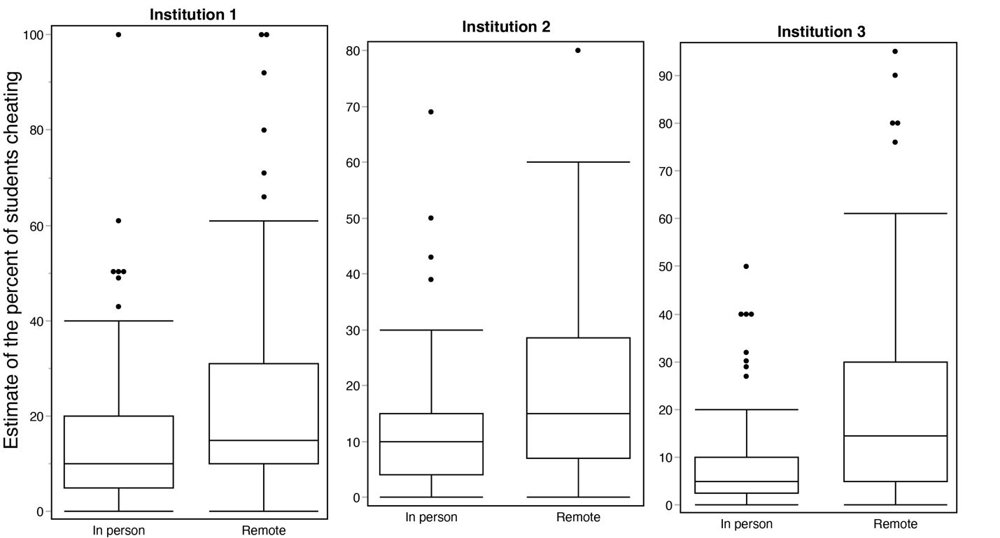 Institution 1
Institution 2
Institution 3
Estimate of the percent of students cheating
100
80
60
40
20
0
In person
Remote
80
70
60
50
40
30
20
10
0
In person
Remote
90
80
70
60
50
40
30
20
10
0
In person
Remote